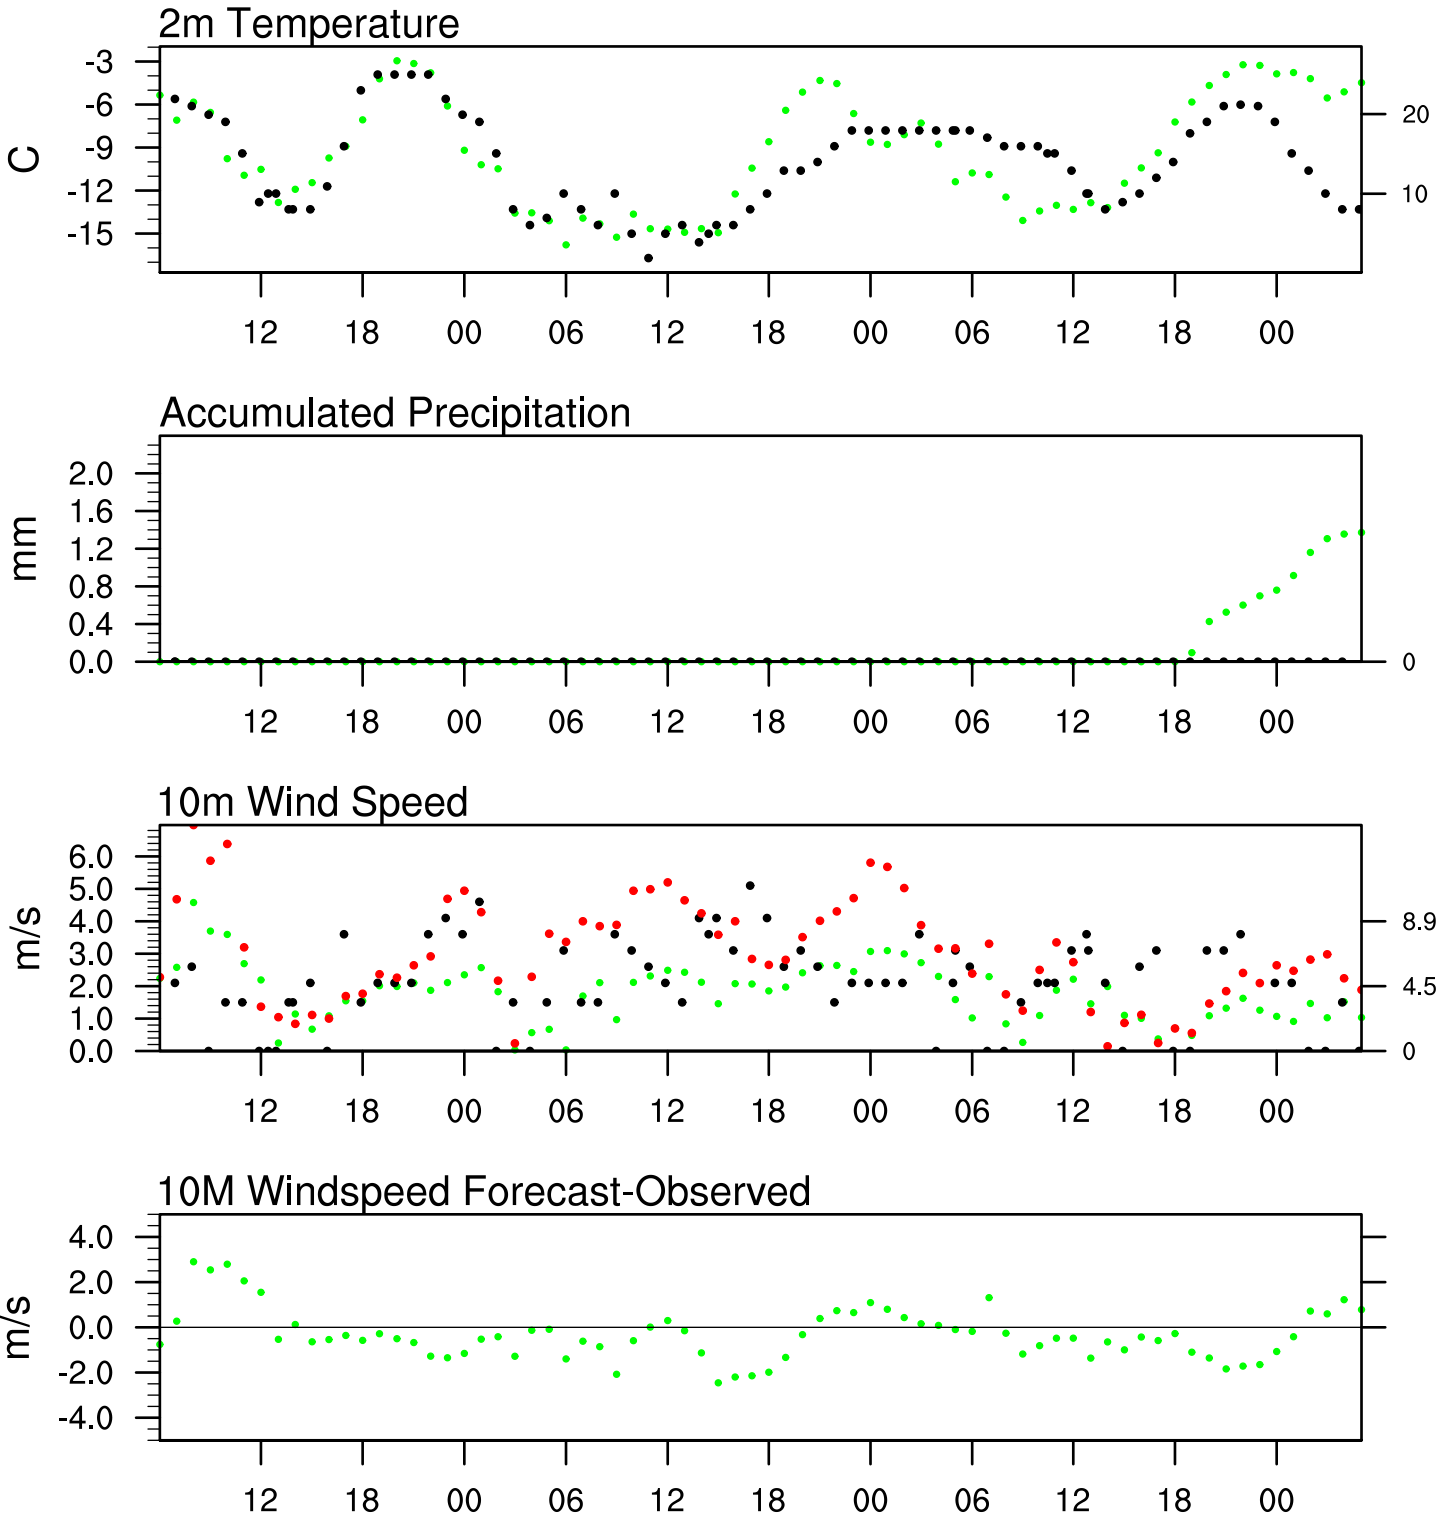 2m Temperature
C
-3
-6
-9
-12
-15
20
10
12 18 00 06 12 18 00 06 12 18 00
Accumulated Precipitation
mm
2.0
1.6
1.2
0.8
0.4
0.0
0
12 18 00 06 12 18 00 06 12 18 00
10m Wind Speed
m/s
6.0
5.0
4.0
3.0
2.0
1.0
0.0
8.9
4.5
0
12 18 00 06 12 18 00 06 12 18 00
10M Windspeed Forecast-Observed
m/s
4.0
2.0
0.0
-2.0
-4.0
12 18 00 06 12 18 00 06 12 18 00